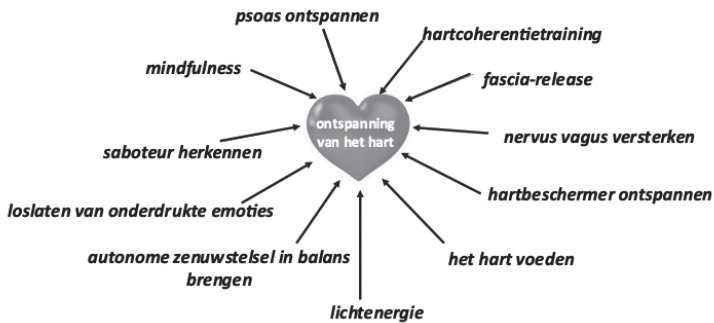 psoas ontspannen
hartcoherentietraining
mindfulness
fascia-release
ontspanning
van het hart
nervus vagus versterken
saboteur herkennen
hartbeschermer ontspannen
loslaten van onderdrukte emoties
autonome zenuwstelsel in balans
brengen
het hart voeden
lichtenergie